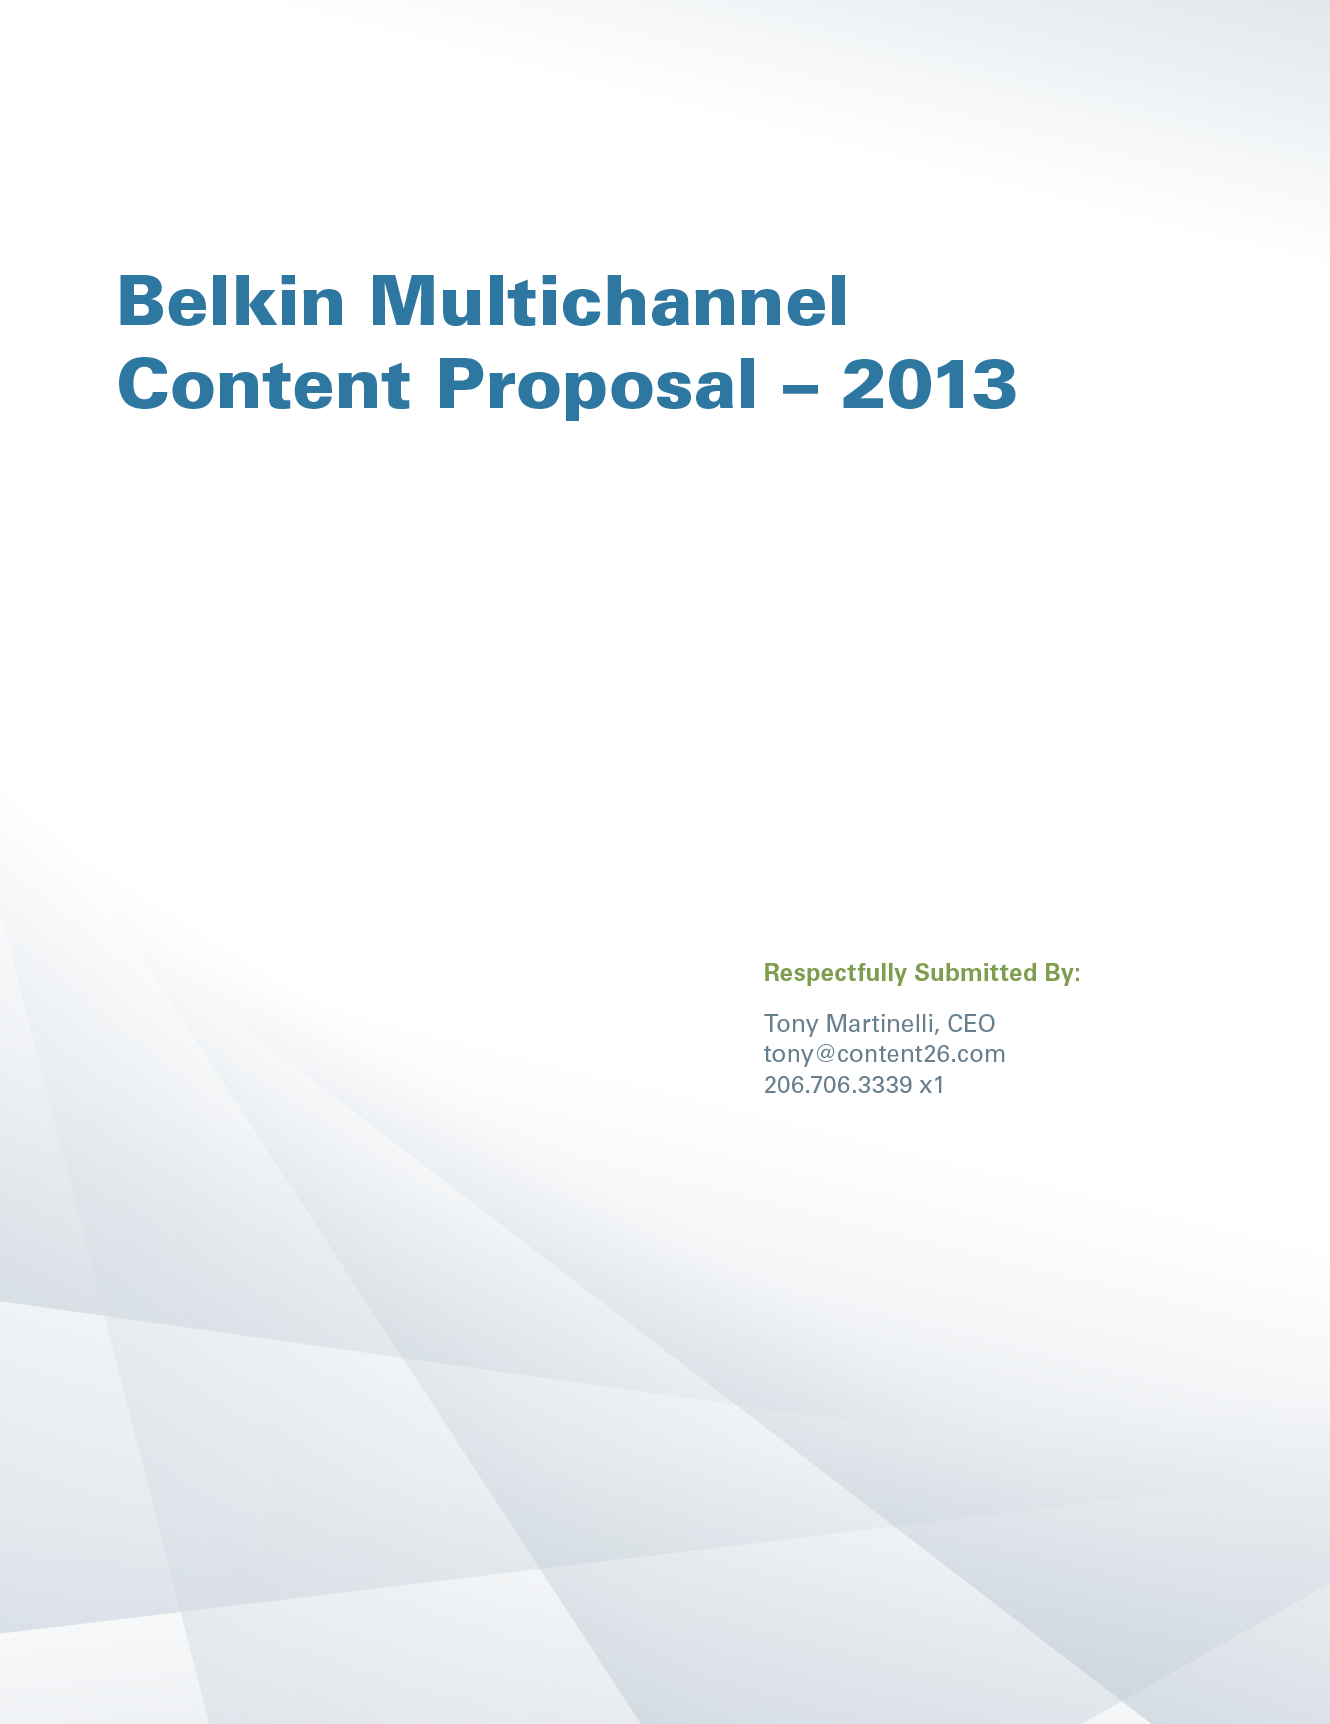 Belkin Multichannel
Content Proposal – 2013
Respectfully Submitted By:
Tony Martinelli, CEO
tony@content26.com
206.706.3339 x1